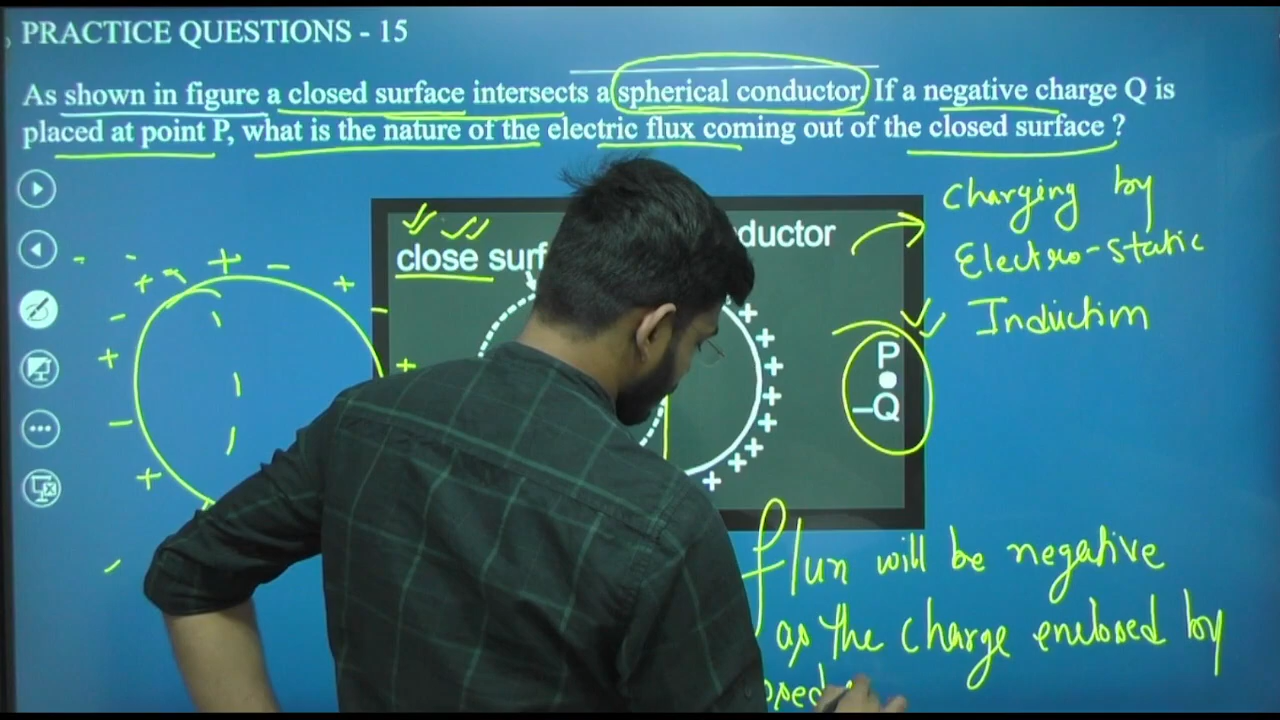 PRACTICE QUESTIONS - 15
As shown in figure a closed surface intersects a spherical conductor. If a negative charge Q is
placed at point P, what is the nature of the electric flux coming out of the closed surface ?
Charging by
Electro-static
Induction
close surf
ductor
P
–Q
flux will be negative
as the charge enclosed by
osed